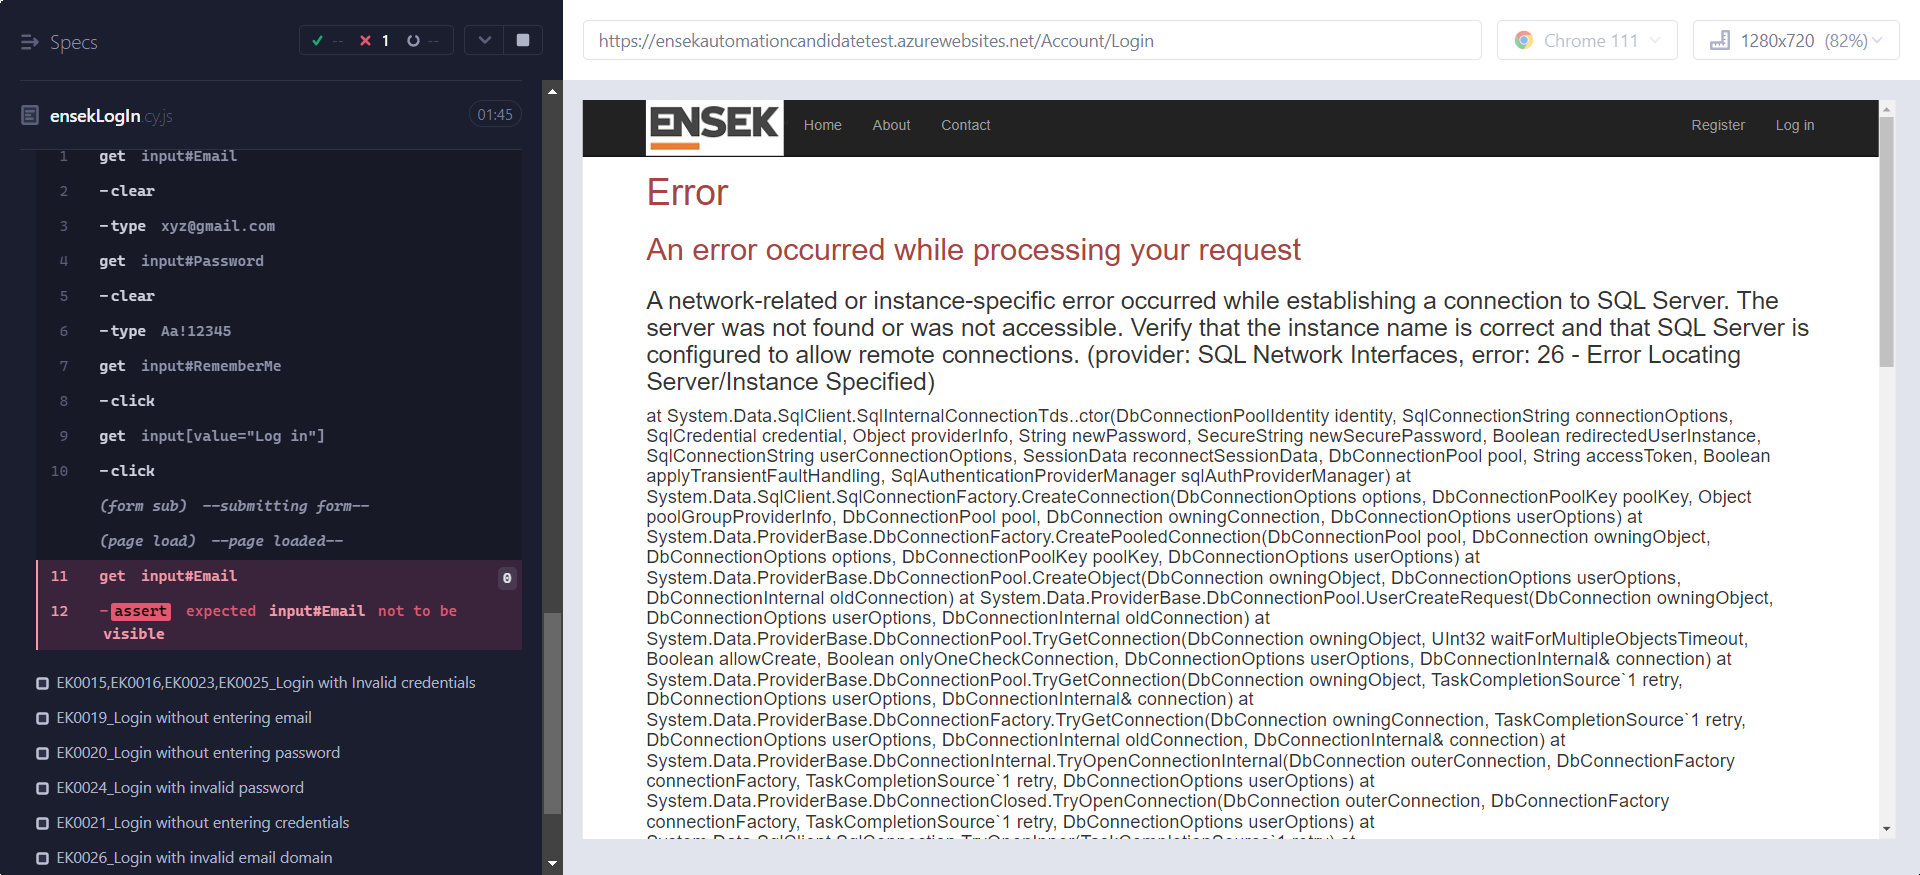 Specs
-- 1 --
ensekLogIn.cy.js
01:45
1 get input#Email
2 -clear
3 -type xyz@gmail.com
4 get input#Password
5 -clear
6 -type Aa!12345
7 get input#RememberMe
8 -click
9 get input[value="Log in"]
10 -click
(form sub) --submitting form--
(page load) --page loaded--
11 get input#Email 0
12 -assert expected input#Email not to be
visible
EK0015,EK0016,EK0023,EK0025_Login with Invalid credentials
EK0019_Login without entering email
EK0020_Login without entering password
EK0024_Login with invalid password
EK0021_Login without entering credentials
EK0026_Login with invalid email domain
https://ensekautomationcandidatetest.azurewebsites.net/Account/Login
Chrome 111
1280x720 (82%)
ENSEK
Home About Contact Register Log in
Error
An error occurred while processing your request
A network-related or instance-specific error occurred while establishing a connection to SQL Server. The
server was not found or was not accessible. Verify that the instance name is correct and that SQL Server is
configured to allow remote connections. (provider: SQL Network Interfaces, error: 26 - Error Locating
Server/Instance Specified)
at System.Data.SqlClient.SqlInternalConnectionTds..ctor(DbConnectionPoolIdentity identity, SqlConnectionString connectionOptions,
SqlCredential credential, Object providerInfo, String newPassword, SecureString newSecurePassword, Boolean redirectedUserInstance,
SqlConnectionString userConnectionOptions, SessionData reconnectSessionData, DbConnectionPool pool, String accessToken, Boolean
applyTransientFaultHandling, SqlAuthenticationProviderManager sqlAuthProviderManager) at
System.Data.SqlClient.SqlConnectionFactory.CreateConnection(DbConnectionOptions options, DbConnectionPoolKey poolKey, Object
poolGroupProviderInfo, DbConnectionPool pool, DbConnection owningConnection, DbConnectionOptions userOptions) at
System.Data.ProviderBase.DbConnectionFactory.CreatePooledConnection(DbConnectionPool pool, DbConnection owningObject,
DbConnectionOptions options, DbConnectionPoolKey poolKey, DbConnectionOptions userOptions) at
System.Data.ProviderBase.DbConnectionPool.CreateObject(DbConnection owningObject, DbConnectionOptions userOptions,
DbConnectionInternal oldConnection) at System.Data.ProviderBase.DbConnectionPool.UserCreateRequest(DbConnection owningObject,
DbConnectionOptions userOptions, DbConnectionInternal oldConnection) at
System.Data.ProviderBase.DbConnectionPool.TryGetConnection(DbConnection owningObject, UInt32 waitForMultipleObjectsTimeout,
Boolean allowCreate, Boolean onlyOneCheckConnection, DbConnectionOptions userOptions, DbConnectionInternal& connection) at
System.Data.ProviderBase.DbConnectionPool.TryGetConnection(DbConnection owningObject, TaskCompletionSource`1 retry,
DbConnectionOptions userOptions, DbConnectionInternal& connection) at
System.Data.ProviderBase.DbConnectionFactory.TryGetConnection(DbConnection owningConnection, TaskCompletionSource`1 retry,
DbConnectionOptions userOptions, DbConnectionInternal oldConnection, DbConnectionInternal& connection) at
System.Data.ProviderBase.DbConnectionInternal.TryOpenConnectionInternal(DbConnection outerConnection, DbConnectionFactory
connectionFactory, TaskCompletionSource`1 retry, DbConnectionOptions userOptions) at
System.Data.ProviderBase.DbConnectionClosed.TryOpenConnection(DbConnection outerConnection, DbConnectionFactory
connectionFactory, TaskCompletionSource`1 retry, DbConnectionOptions userOptions) at
System.Data.SqlClient.SqlConnection.TryOpenInner(TaskCompletionSource`1 retry) at